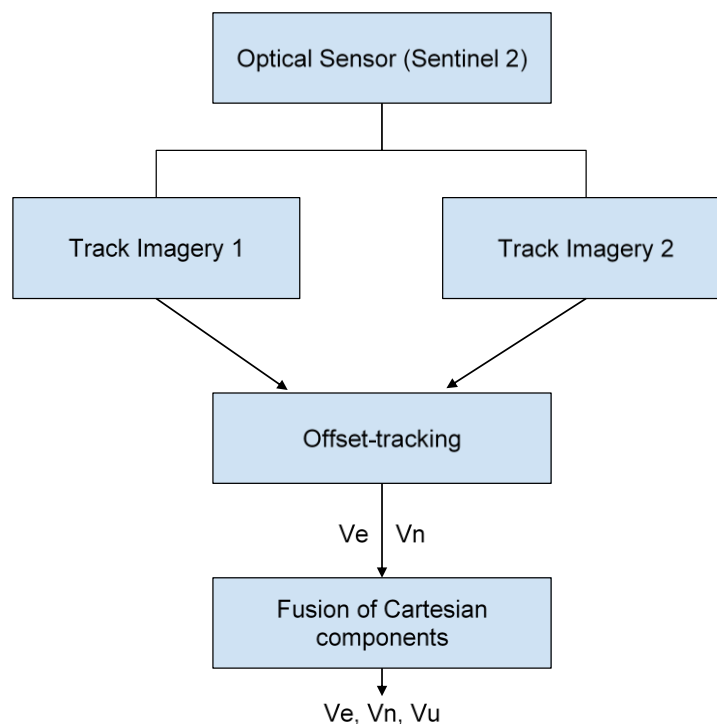 Optical Sensor (Sentinel 2)
Track Imagery 1
Track Imagery 2
Offset-tracking
Ve Vn
Fusion of Cartesian
components
Ve, Vn, Vu